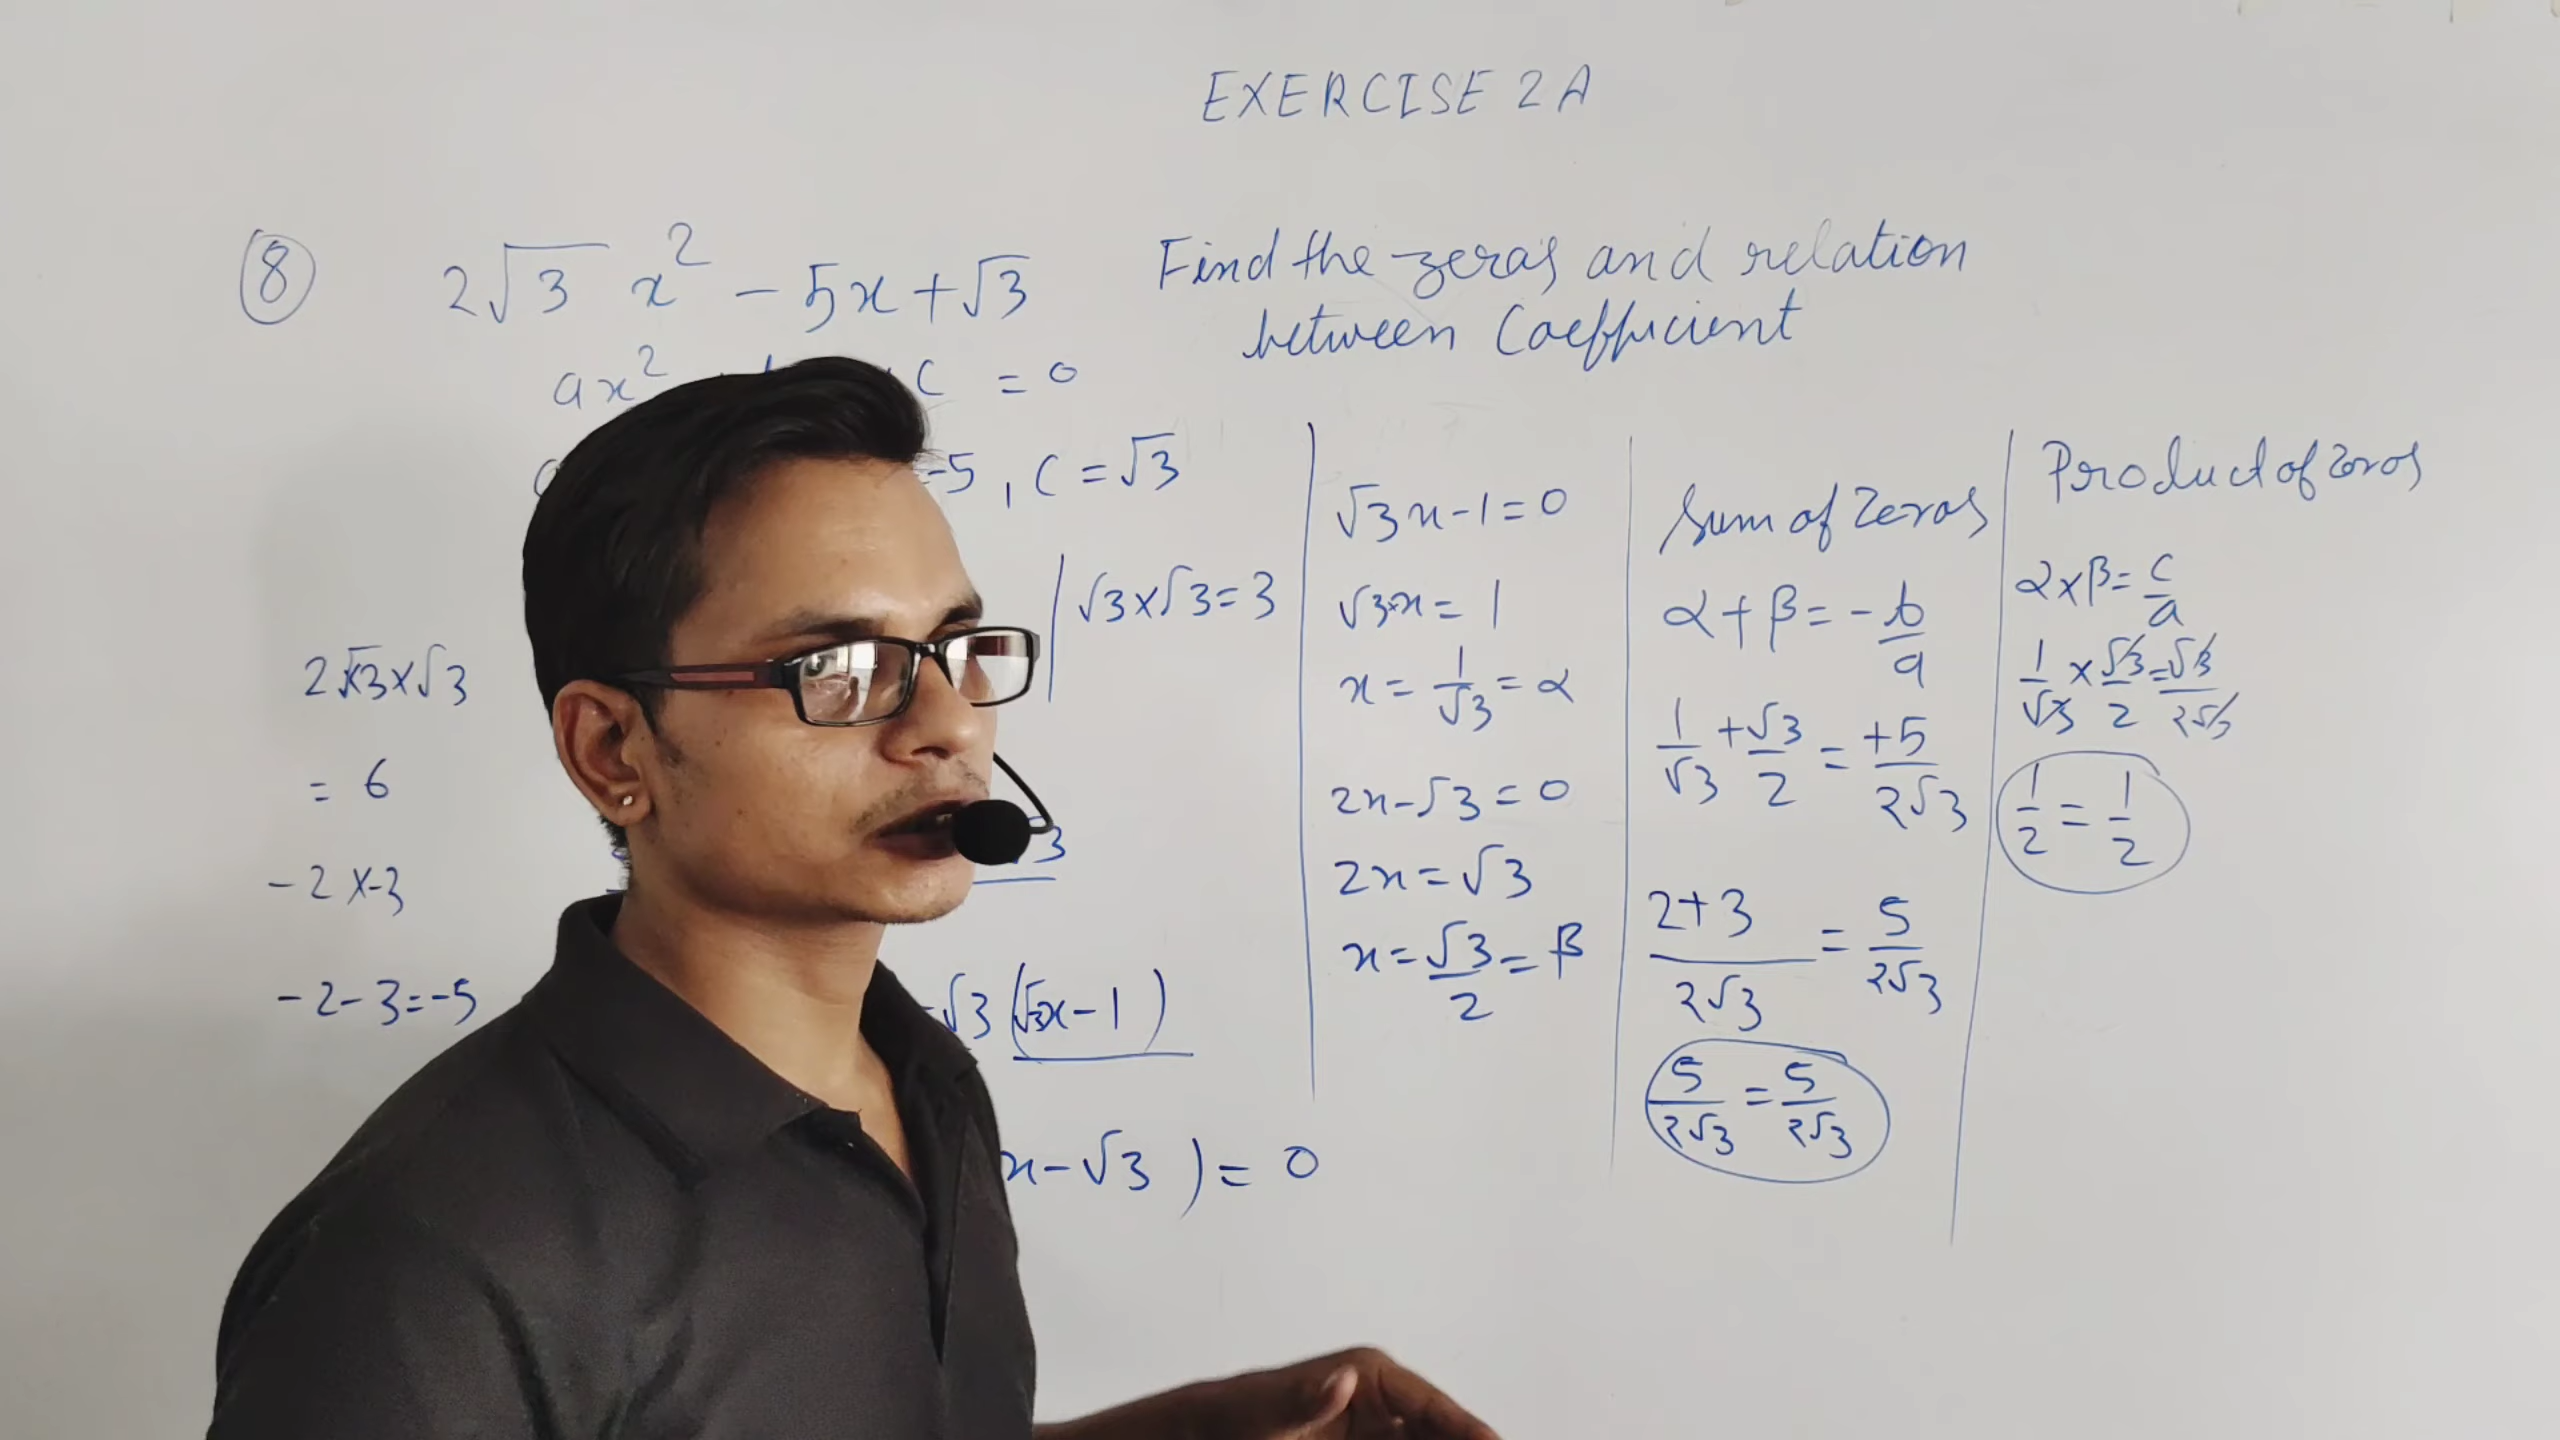 EXERCISE 2A
⑧ 2√3 x² - 5x + √3
Find the zeros and relation
between Coefficient
ax² C = 0
-5, C = √3
√3×√3 = 3
2√3×√3
= 6
-2×-3
-2-3=-5
√3
-√3(√3x-1)
x-√3) = 0
√3x-1=0
√3x=1
x=1/√3=α
2x-√3=0
2x=√3
x=√3/2=β
Sum of Zeros
α+β=-b/a
1/√3+√3/2=+5/2√3
2+3/2√3=5/2√3
5/2√3=5/2√3
Product of Zeros
α×β=c/a
1/√3×√3/2=√3/2√3
1/2=1/2